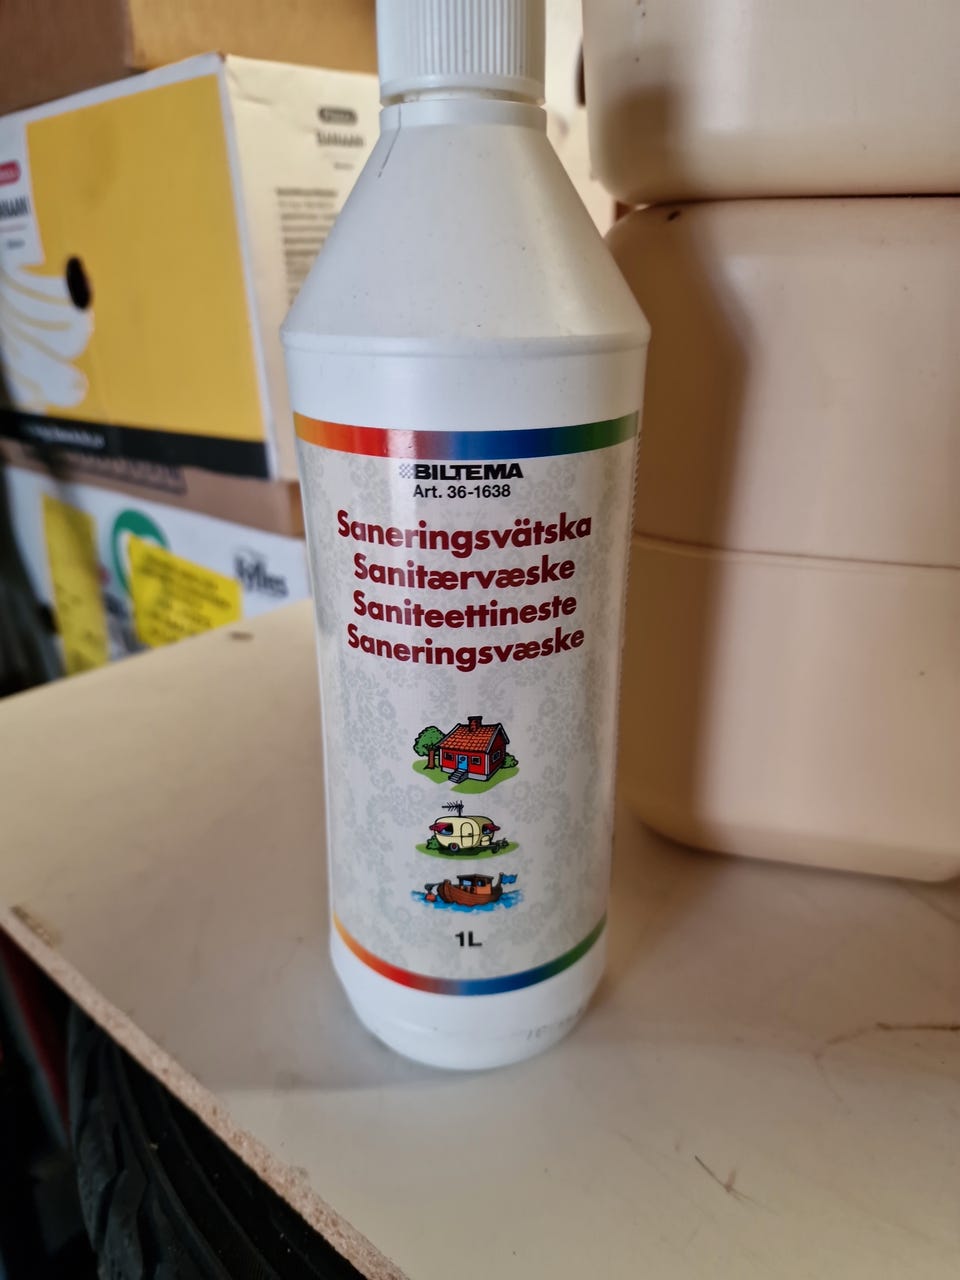 BILTEMA
Art. 36-1638
Saneringsvätska
Sanitærvæske
Saniteettineste
Saneringsvæske
1L